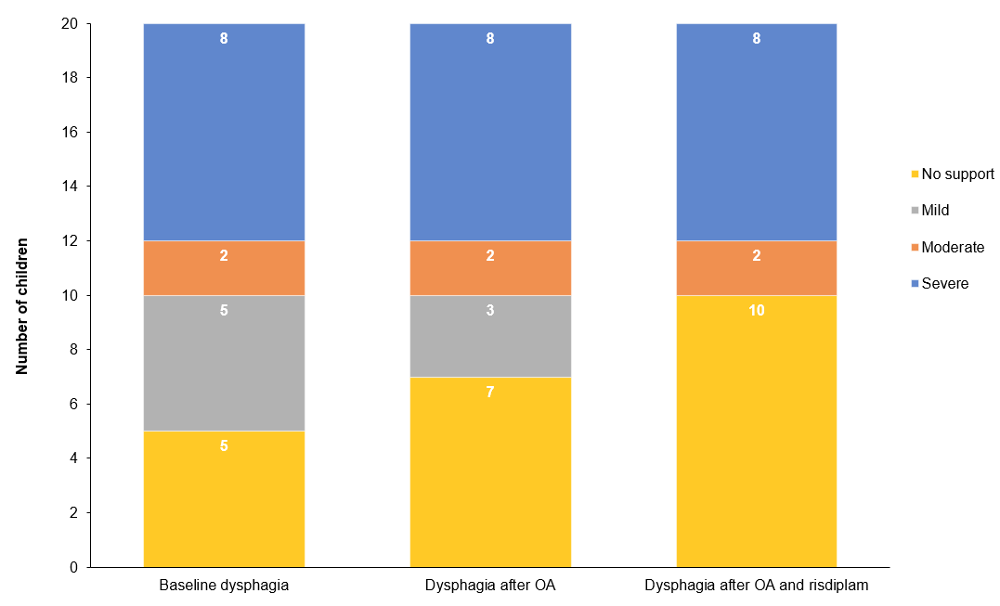 Number of children
20
18
16
14
12
10
8
6
4
2
0
8
2
5
5
8
2
3
7
8
2
10
Baseline dysphagia
Dysphagia after OA
Dysphagia after OA and risdiplam
No support
Mild
Moderate
Severe